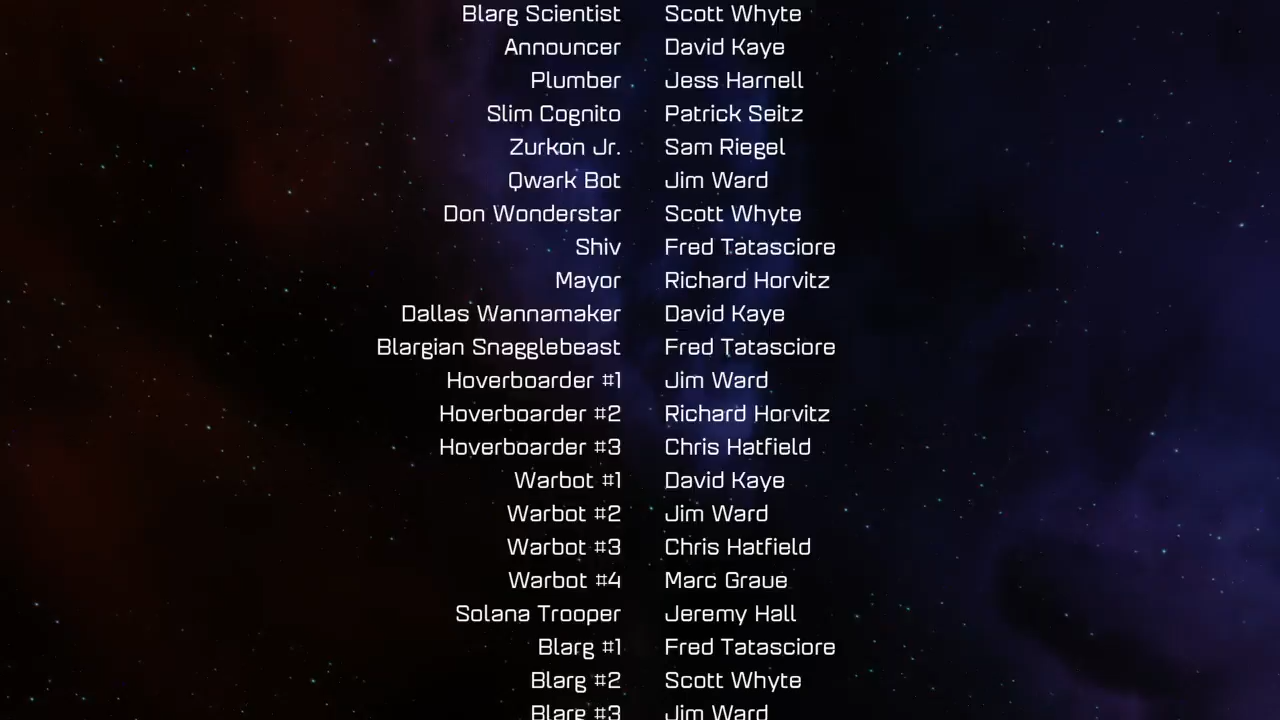 Blarg Scientist Scott Whyte
Announcer David Kaye
Plumber Jess Harnell
Slim Cognito Patrick Seitz
Zurkon Jr. Sam Riegel
Qwark Bot Jim Ward
Don Wonderstar Scott Whyte
Shiv Fred Tatasciore
Mayor Richard Horvitz
Dallas Wannamaker David Kaye
Blargian Snagglebeast Fred Tatasciore
Hoverboarder #1 Jim Ward
Hoverboarder #2 Richard Horvitz
Hoverboarder #3 Chris Hatfield
Warbot #1 David Kaye
Warbot #2 Jim Ward
Warbot #3 Chris Hatfield
Warbot #4 Marc Graue
Solana Trooper Jeremy Hall
Blarg #1 Fred Tatasciore
Blarg #2 Scott Whyte
Blarg #3 Jim Ward